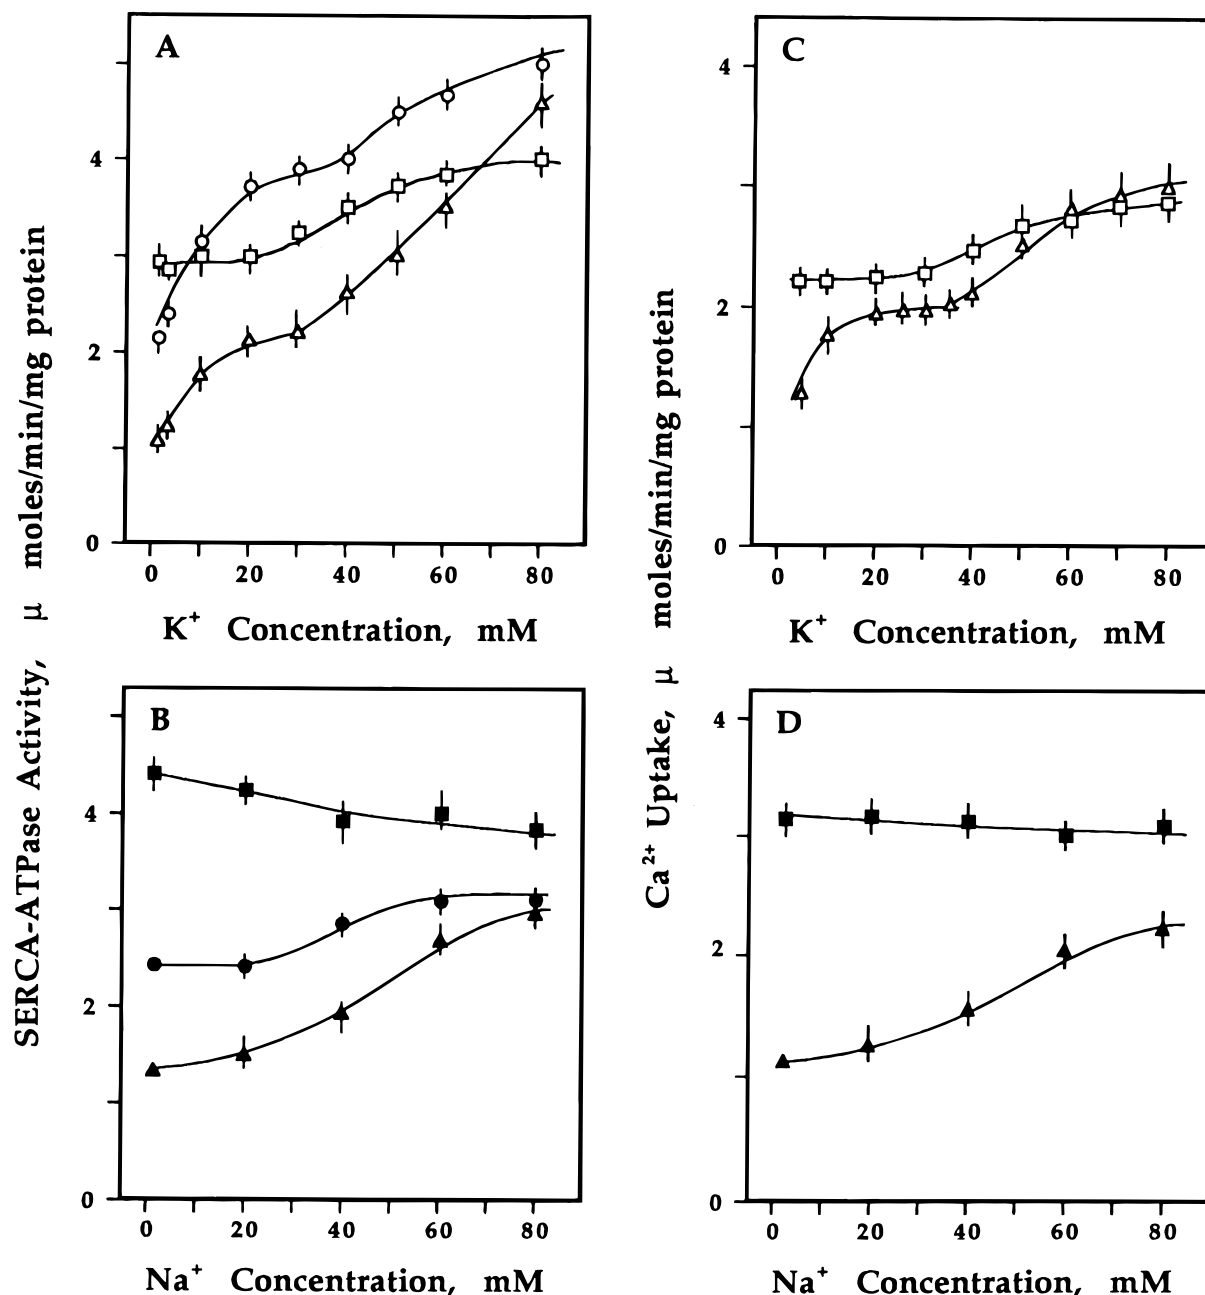 SERCA-ATPase Activity, μ moles/min/mg protein
A
4
2
0
0 20 40 60 80
K⁺ Concentration, mM
B
4
2
0
0 20 40 60 80
Na⁺ Concentration, mM
Ca²⁺ Uptake, μ moles/min/mg protein
C
4
2
0
0 20 40 60 80
K⁺ Concentration, mM
D
4
2
0
0 20 40 60 80
Na⁺ Concentration, mM